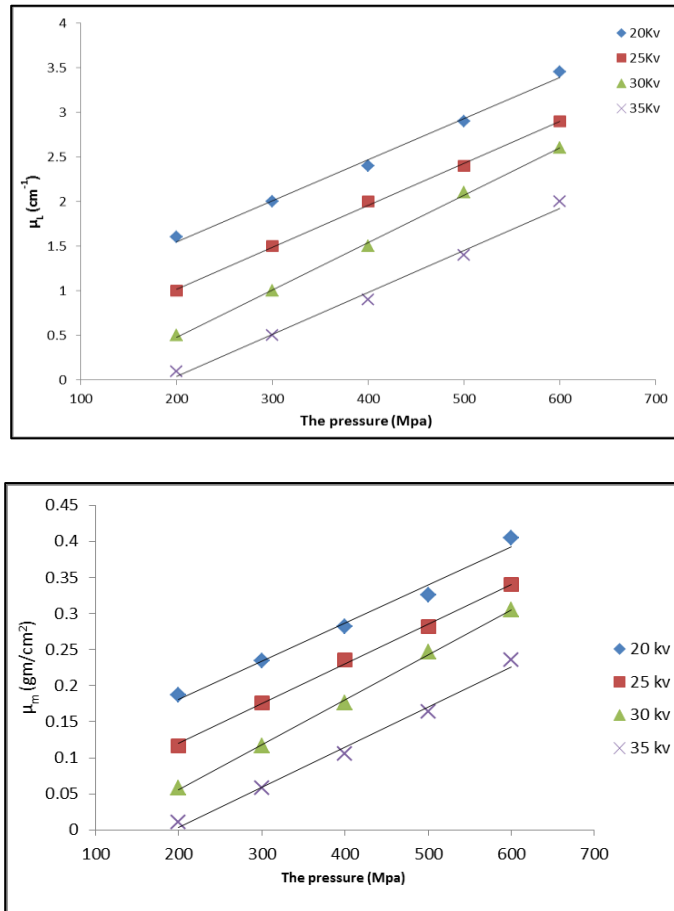 4
3.5
3
2.5
2
1.5
1
0.5
0
μL (cm-1)
100 200 300 400 500 600 700
The pressure (Mpa)
20Kv
25Kv
30Kv
35Kv
0.45
0.4
0.35
0.3
0.25
0.2
0.15
0.1
0.05
0
μm (gm/cm2)
100 200 300 400 500 600 700
The pressure (Mpa)
20 kv
25 kv
30 kv
35 kv